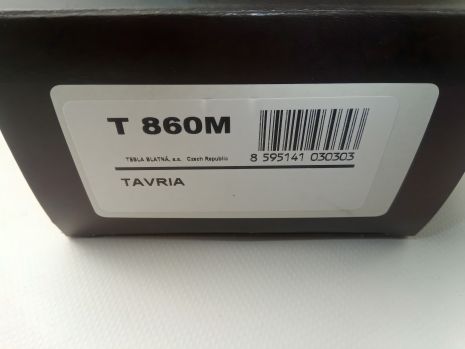 T 860M
TESLA BLATNÁ, a.s. Czech Republic
8 595141 030303
TAVRIA